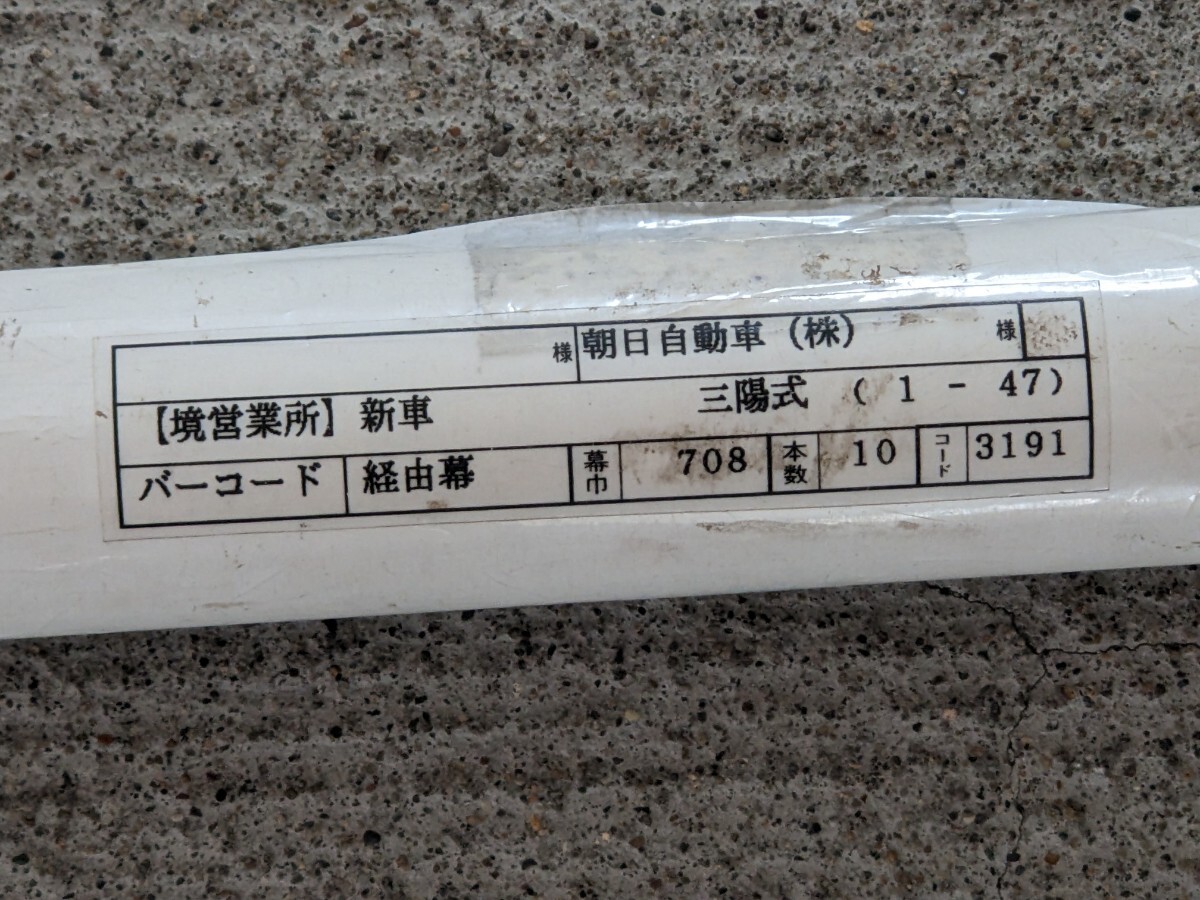 様 朝日自動車(株) 様
【境営業所】新車 三陽式 (1-47)
バーコード 経由幕 幕巾 708 本数 10 コード 3191